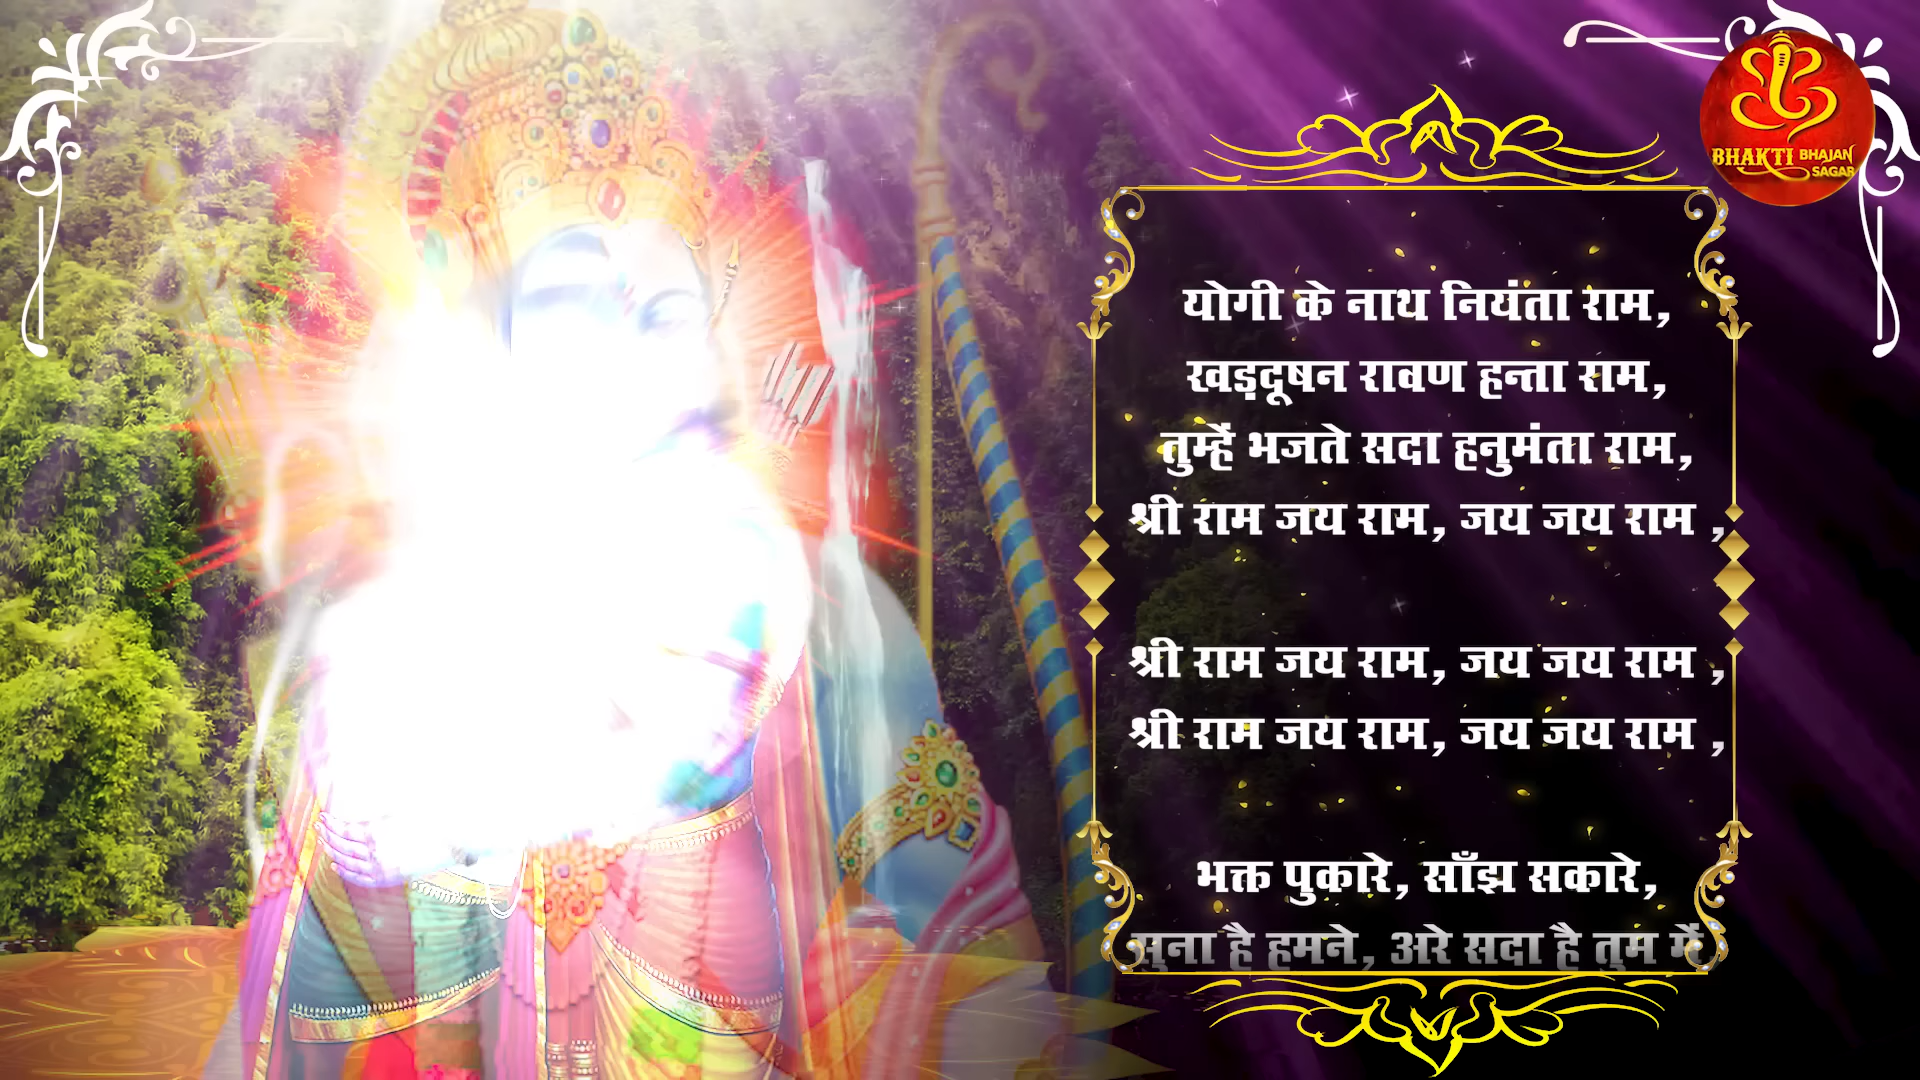 BHAKTI BHAJAN SAGAR
योगी के नाथ नियंता राम,
खड़दूषन रावण हन्ता राम,
तुम्हें भजते सदा हनुमंता राम,
श्री राम जय राम, जय जय राम ,
श्री राम जय राम, जय जय राम ,
श्री राम जय राम, जय जय राम ,
भक्त पुकारे, साँझ सकारे,
सुना है हमने, अरे सदा है तुम में